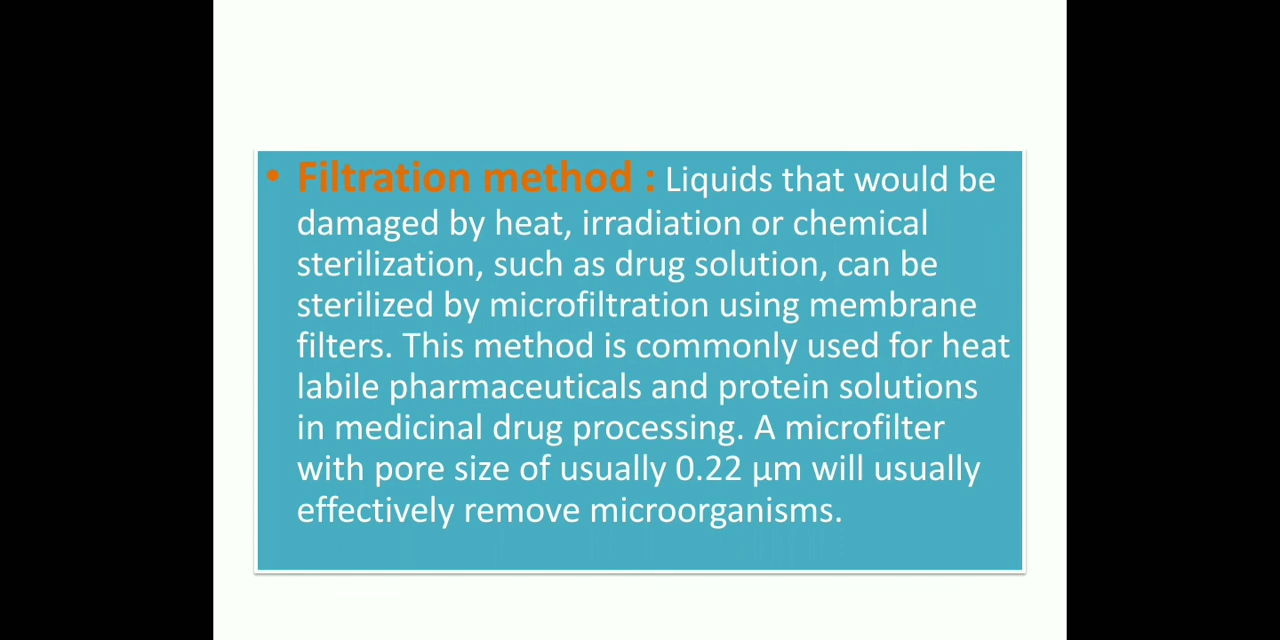 • Filtration method : Liquids that would be
damaged by heat, irradiation or chemical
sterilization, such as drug solution, can be
sterilized by microfiltration using membrane
filters. This method is commonly used for heat
labile pharmaceuticals and protein solutions
in medicinal drug processing. A microfilter
with pore size of usually 0.22 μm will usually
effectively remove microorganisms.